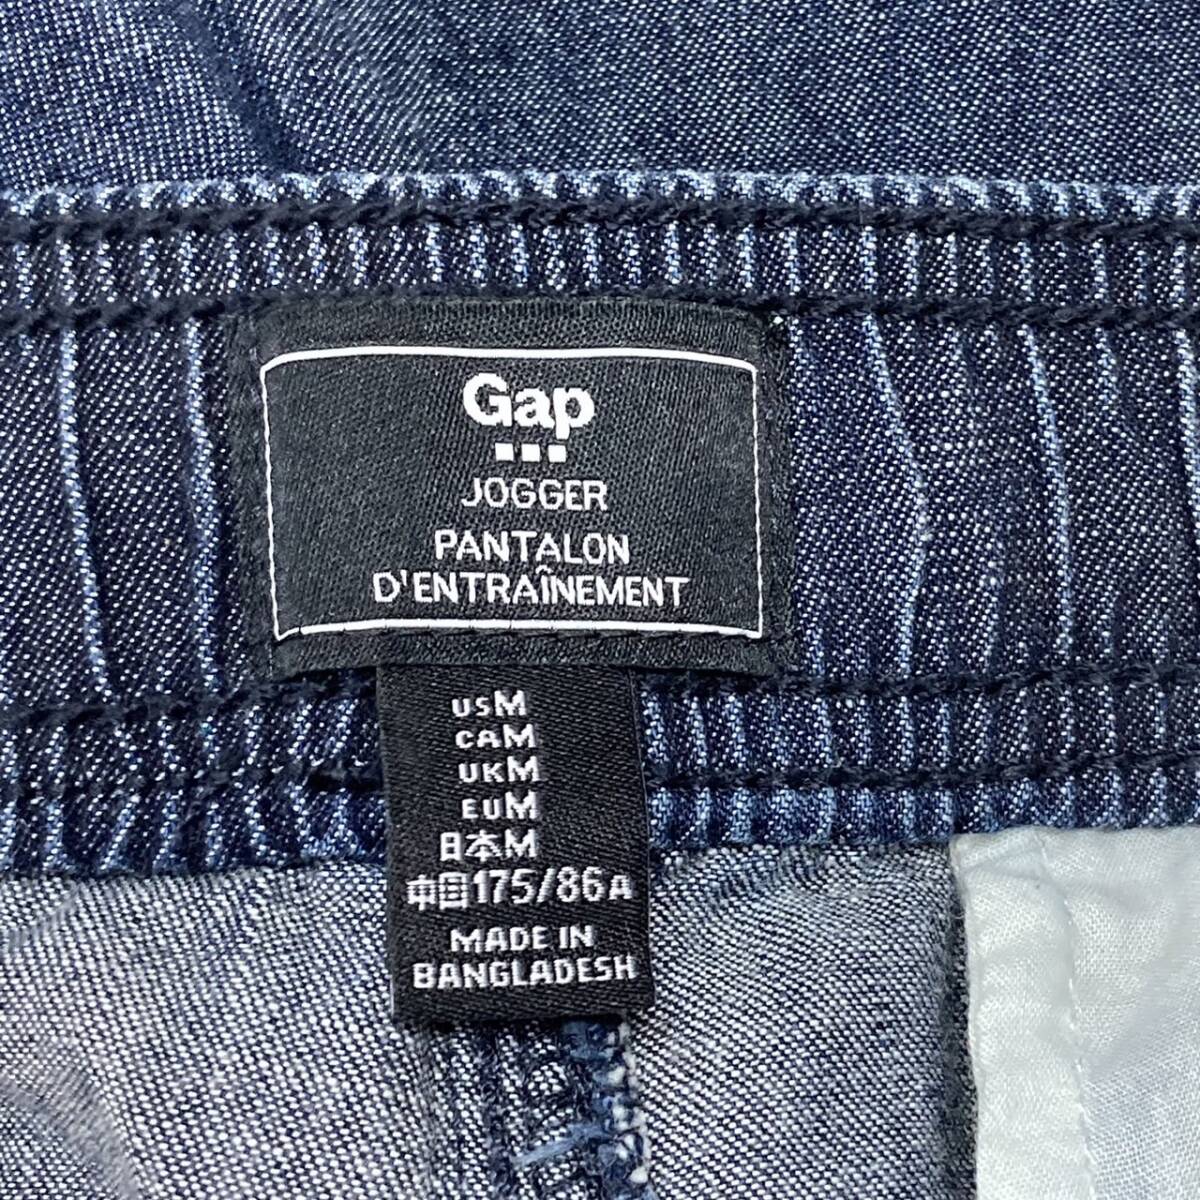 Gap
JOGGER
PANTALON
D'ENTRAÎNEMENT
USM
CAM
UKM
EUM
日本M
中国175/86A
MADE IN
BANGLADESH